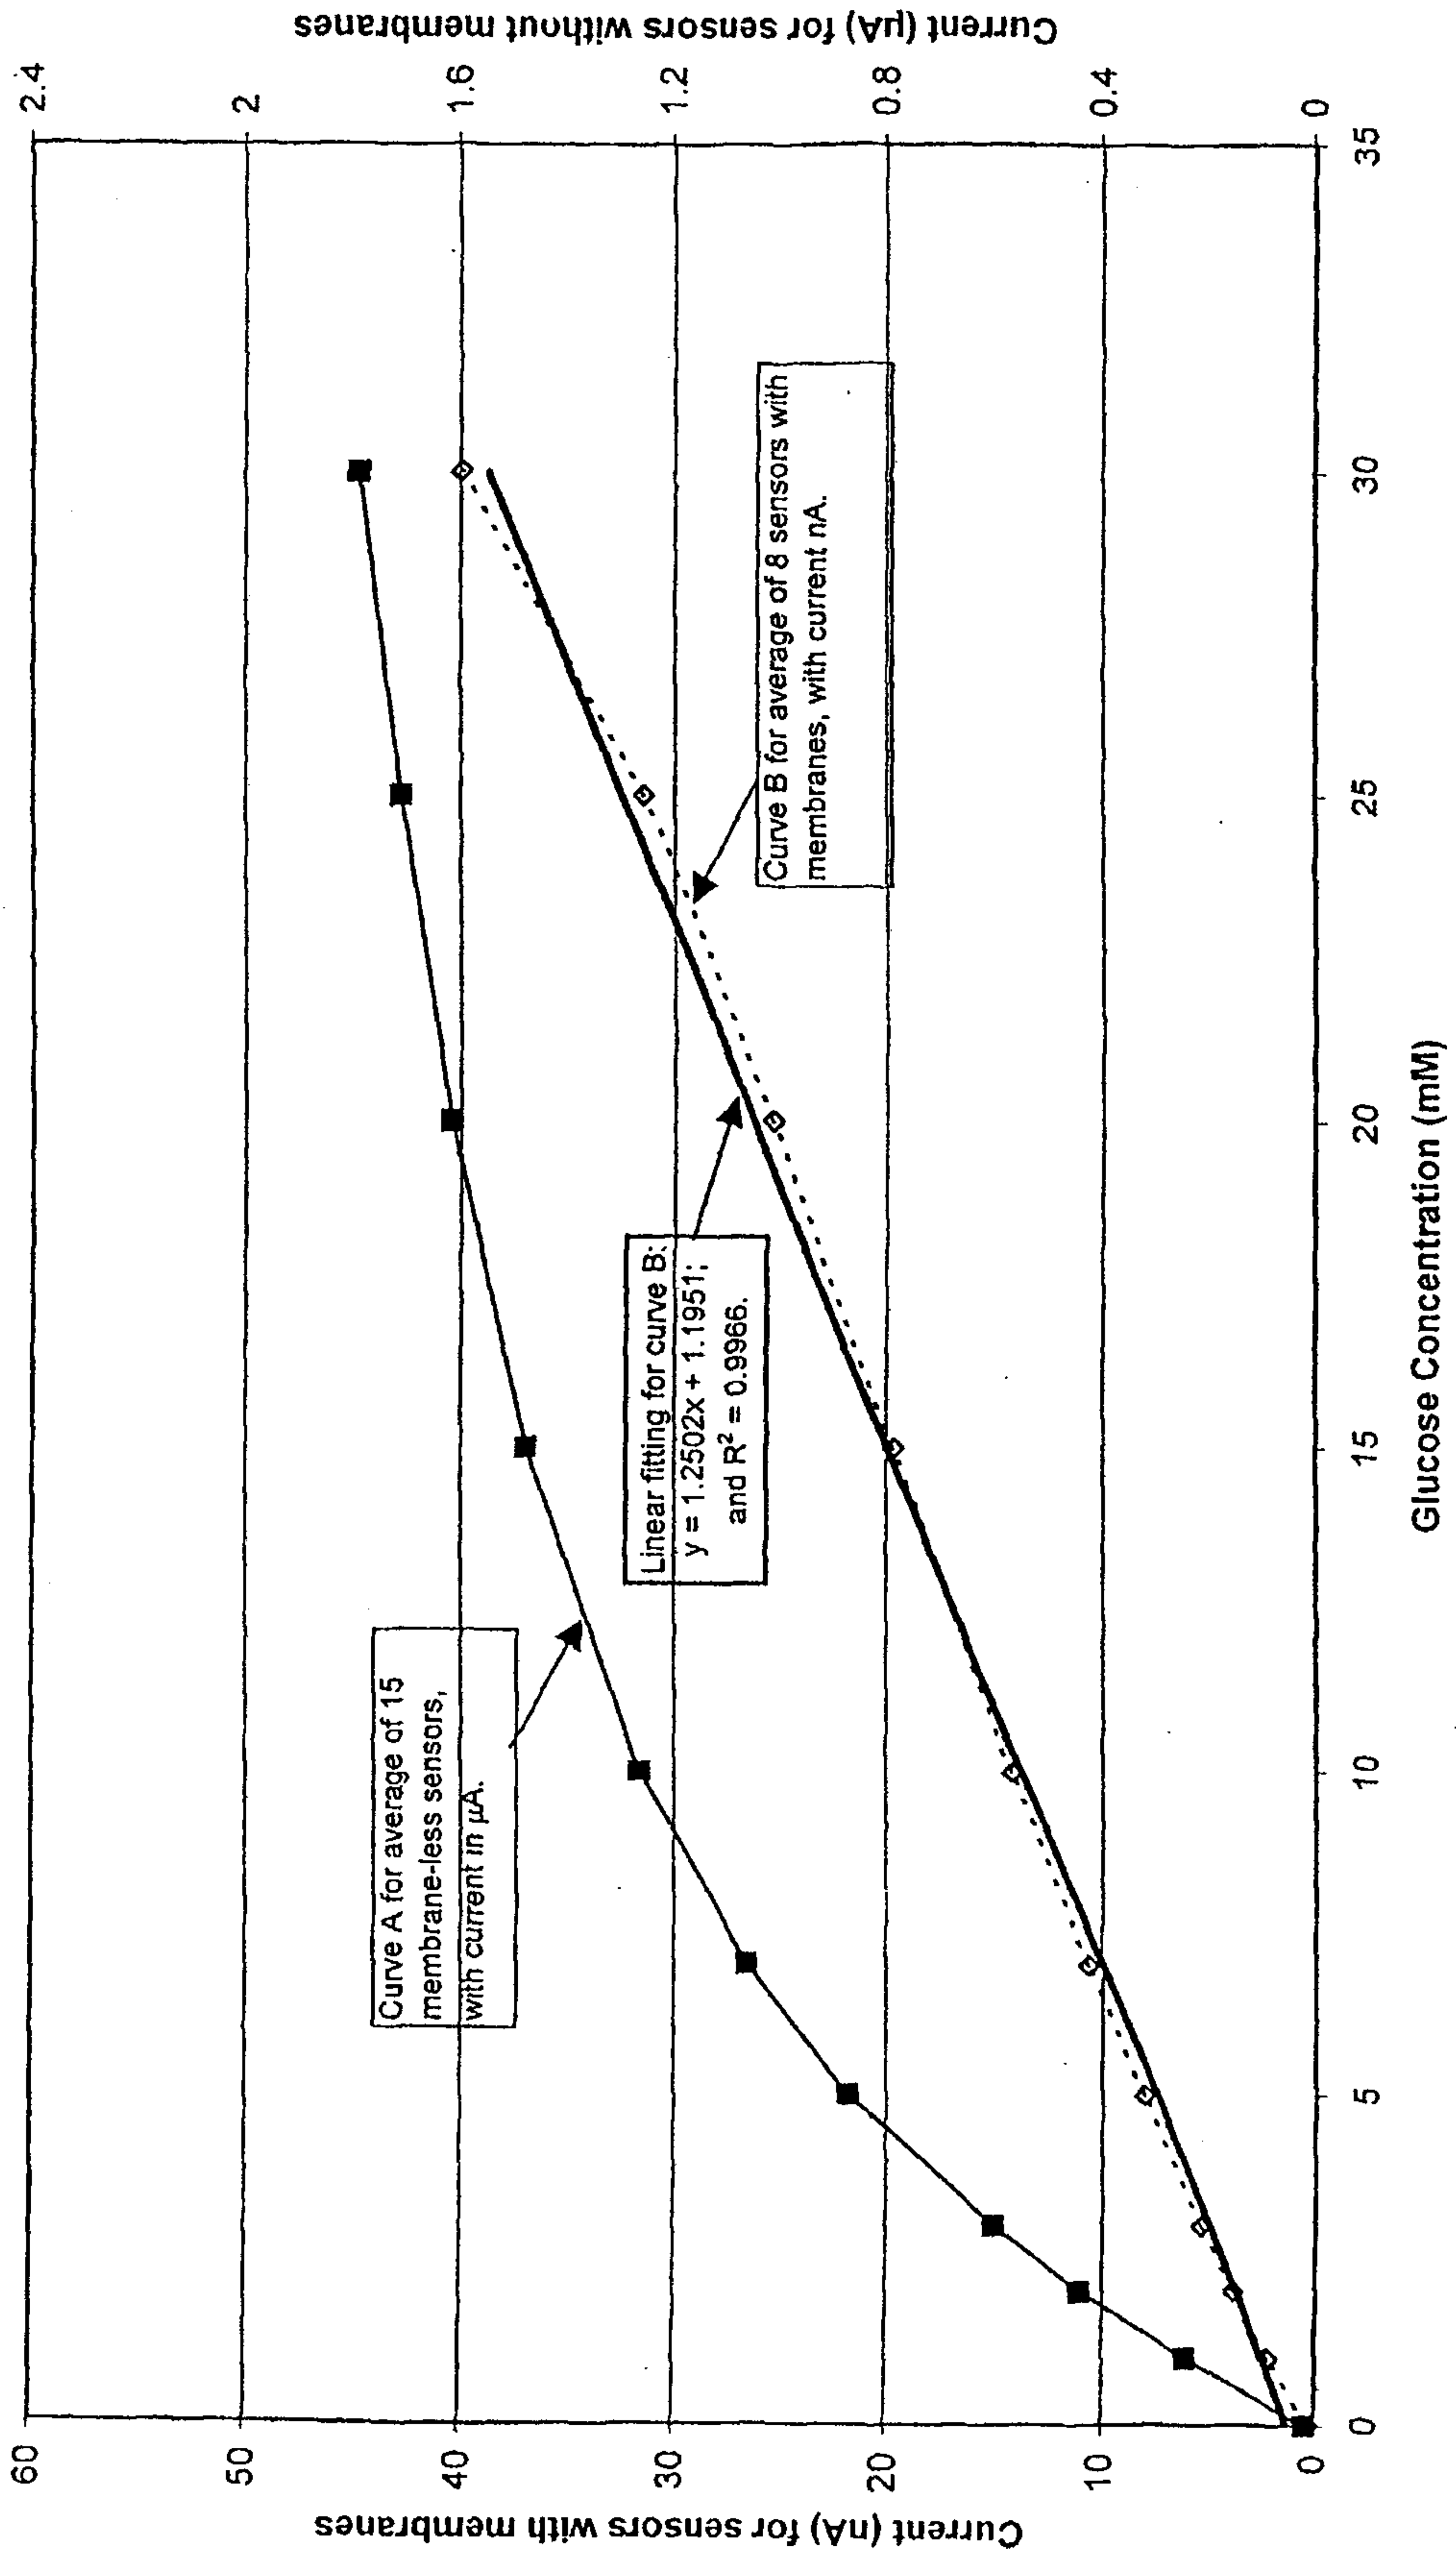 Current (nA) for sensors with membranes
60
50
40
30
20
10
0
Curve A for average of 15
membrane-less sensors,
with current in µA.
Linear fitting for curve B:
y = 1.2502x + 1.1951;
and R² = 0.9966.
Curve B for average of 8 sensors with
membranes, with current nA.
2.4
2
1.6
1.2
0.8
0.4
0
Current (µA) for sensors without membranes
0
5
10
15
20
25
30
35
Glucose Concentration (mM)